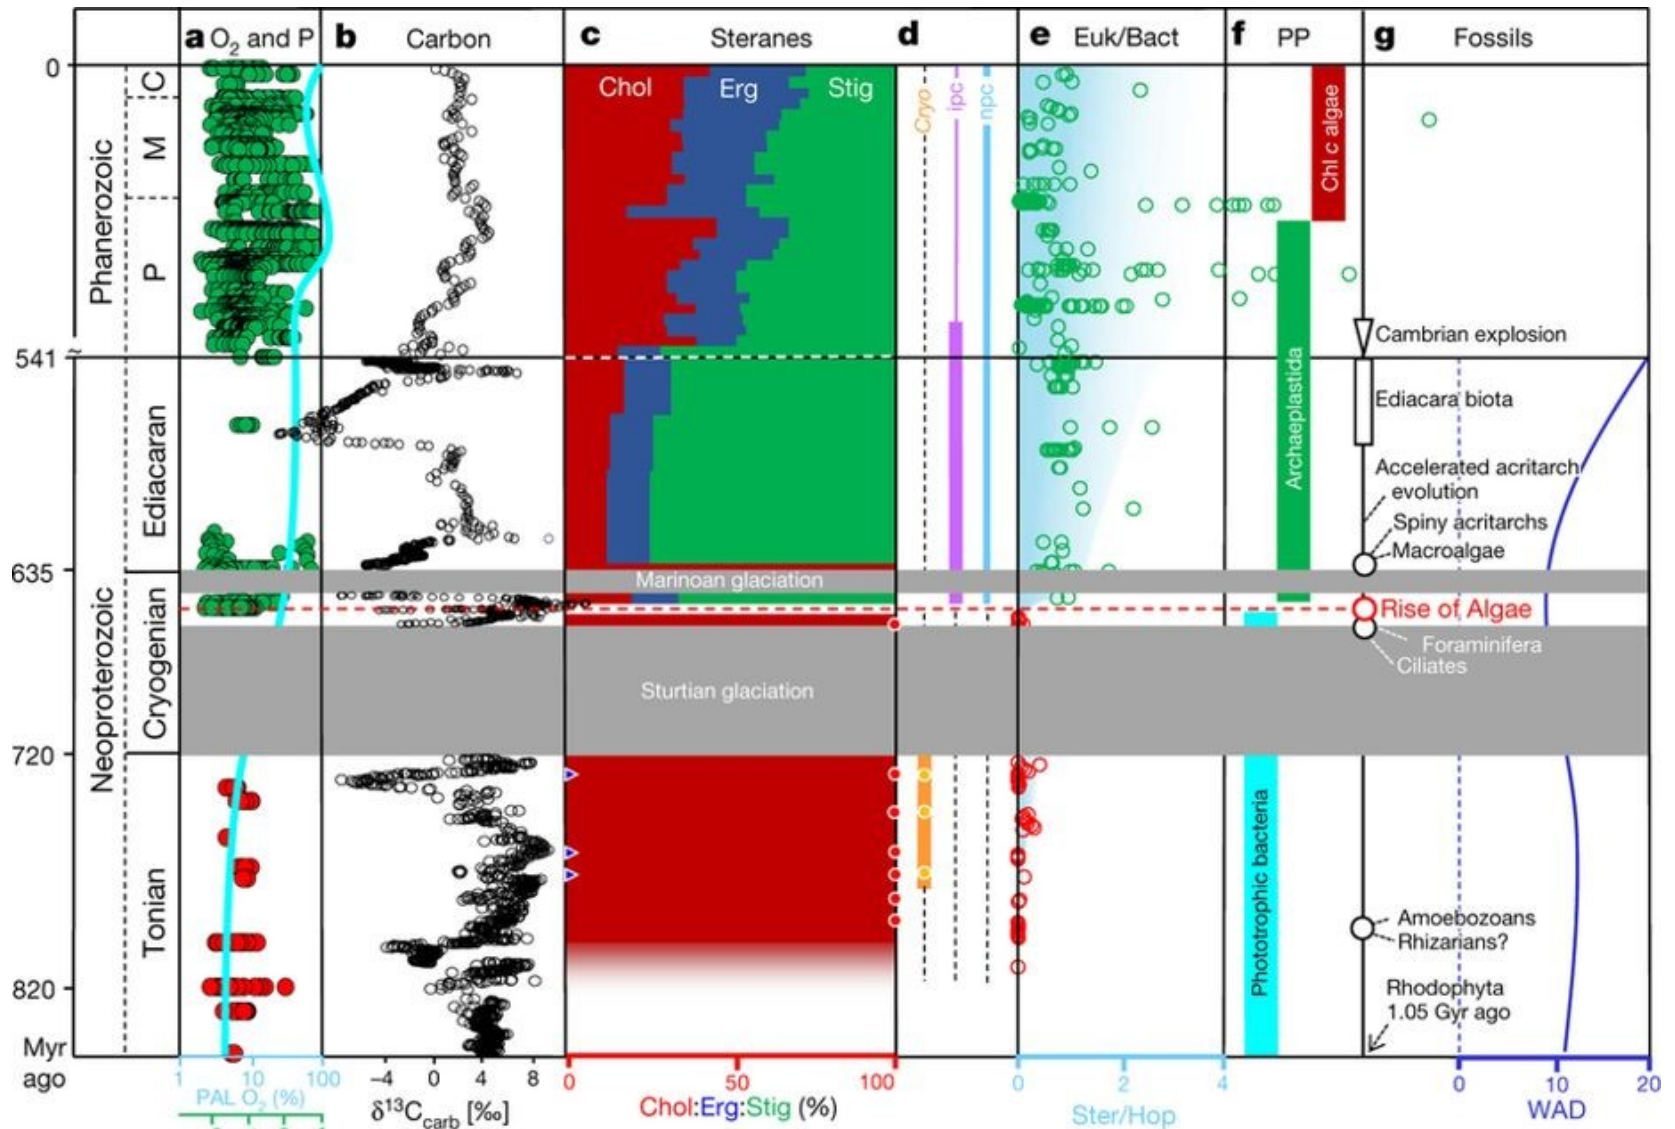 a O2 and P
b Carbon
c Steranes
d
e Euk/Bact
f PP
g Fossils
0
541
635
720
820
Myr
ago
Phanerozoic
Neoproterozoic
C
M
P
Ediacaran
Cryogenian
Tonian
Chol
Erg
Stig
Cryo
ipc
npc
Chl c algae
Archaeplastida
Phototrophic bacteria
Marinoan glaciation
Sturtian glaciation
Cambrian explosion
Ediacara biota
Accelerated acritarch
evolution
Spiny acritarchs
Macroalgae
Rise of Algae
Foraminifera
Ciliates
Amoebozoans
Rhizarians?
Rhodophyta
1.05 Gyr ago
1 10 100
PAL O2 (%)
−4 0 4 8
δ13Ccarb [‰]
0 50 100
Chol:Erg:Stig (%)
0 2 4
Ster/Hop
0 10 20
WAD